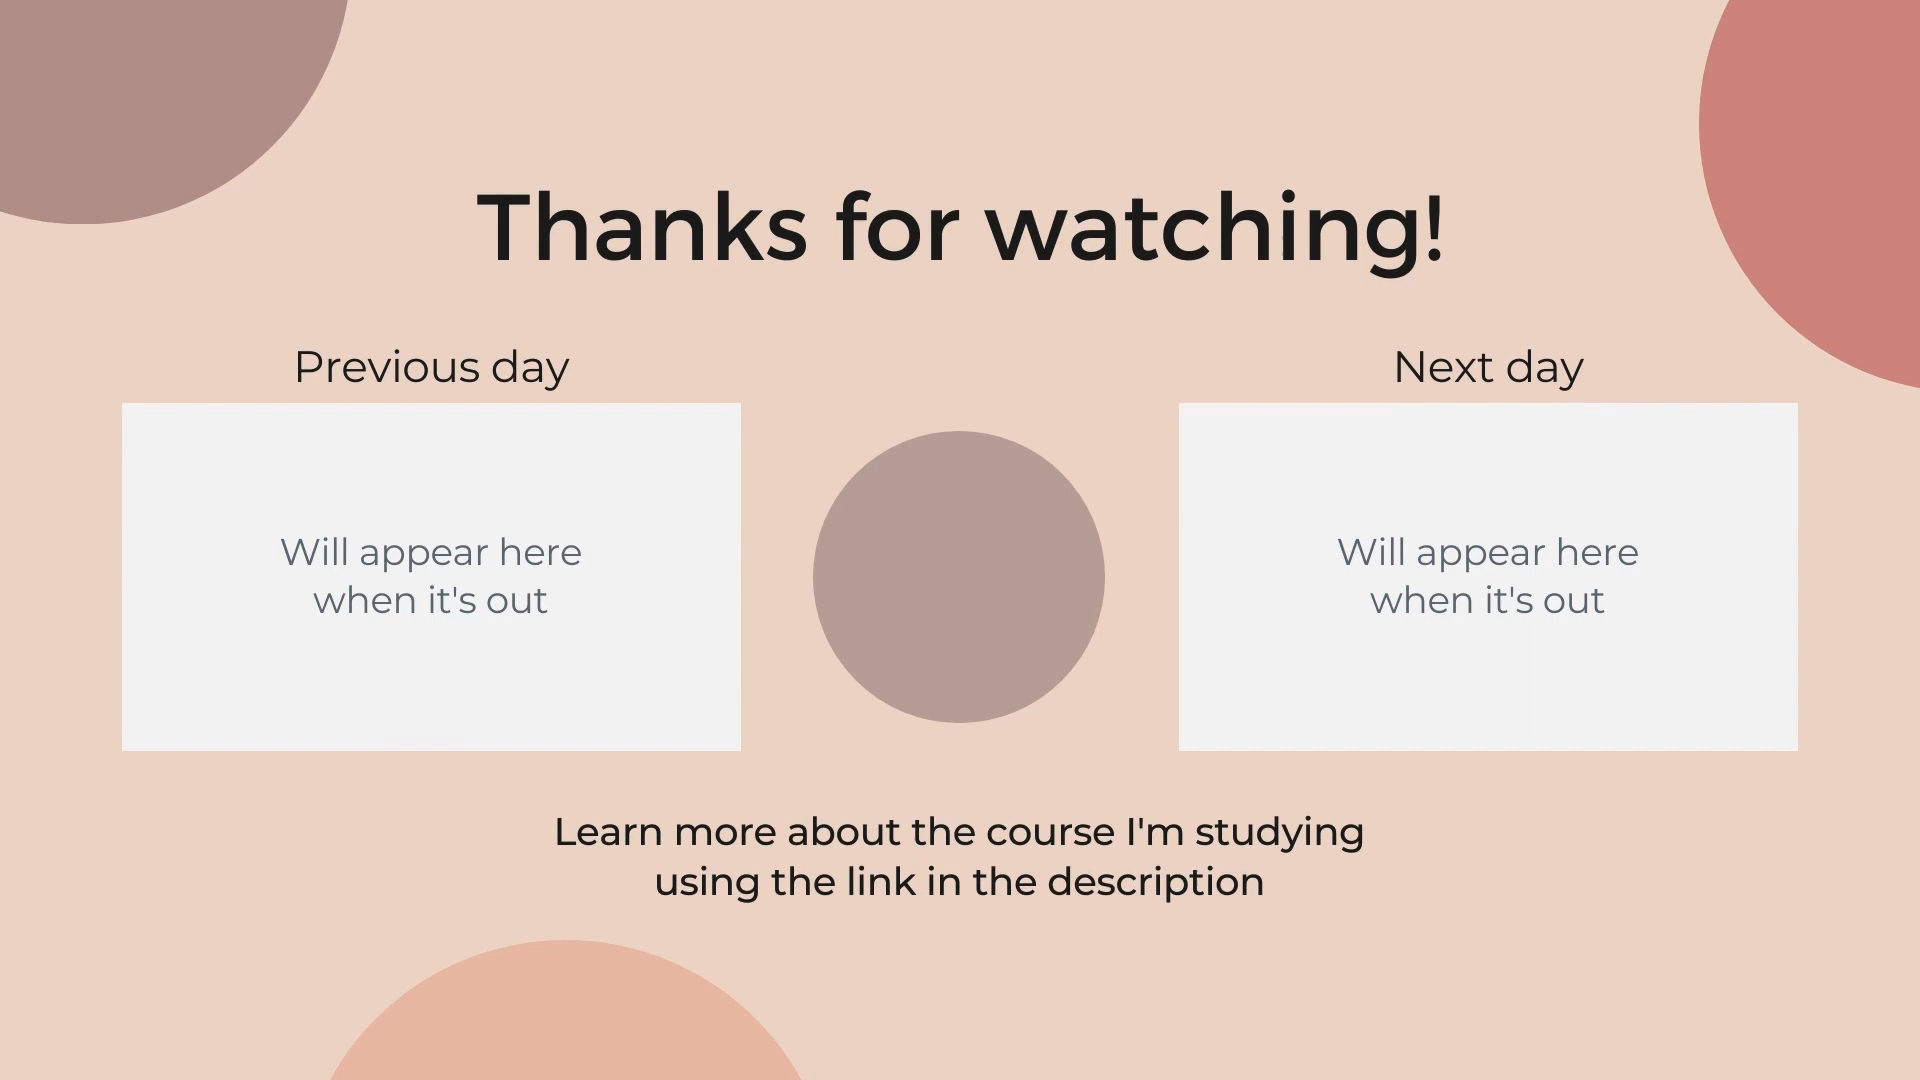 Thanks for watching!
Previous day
Next day
Will appear here
when it's out
Will appear here
when it's out
Learn more about the course I'm studying
using the link in the description